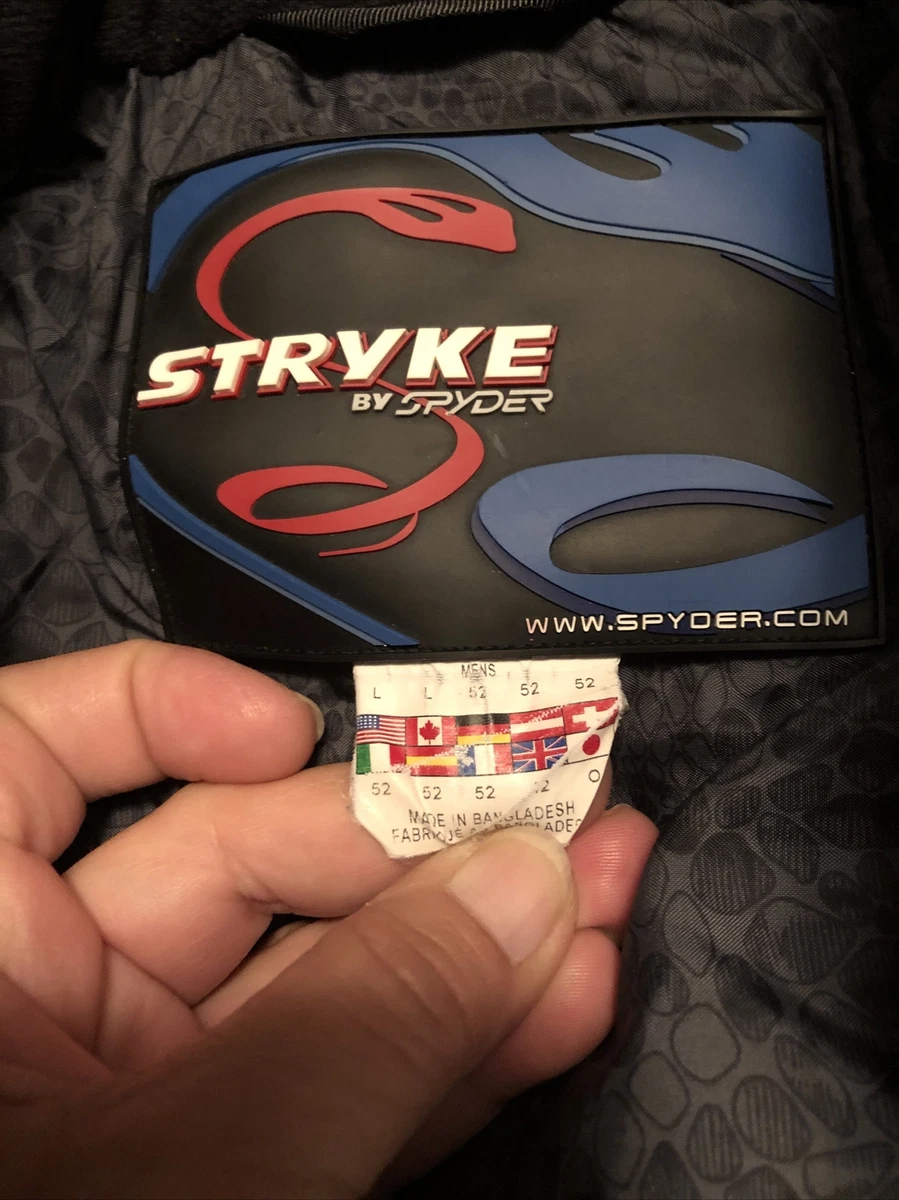 STRYKE
BY SPYDER
WWW.SPYDER.COM
MENS
L L 52 52 52
52 52 52 O
MADE IN BANGLADESH